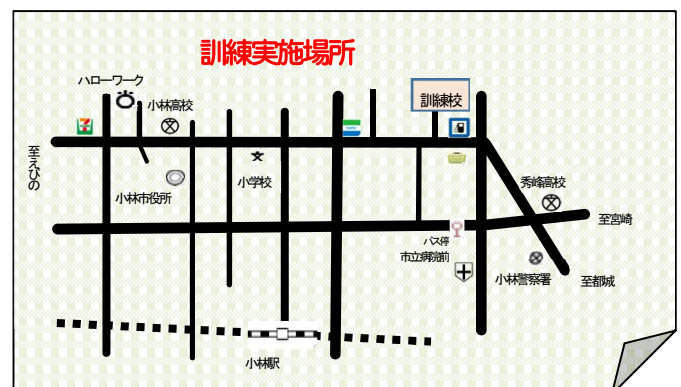 訓練実施場所
ハローワーク
小林高校
訓練校
至えびの
小林市役所
小学校
秀峰高校
至宮崎
バス停
市立病院前
小林警察署
至都城
小林駅